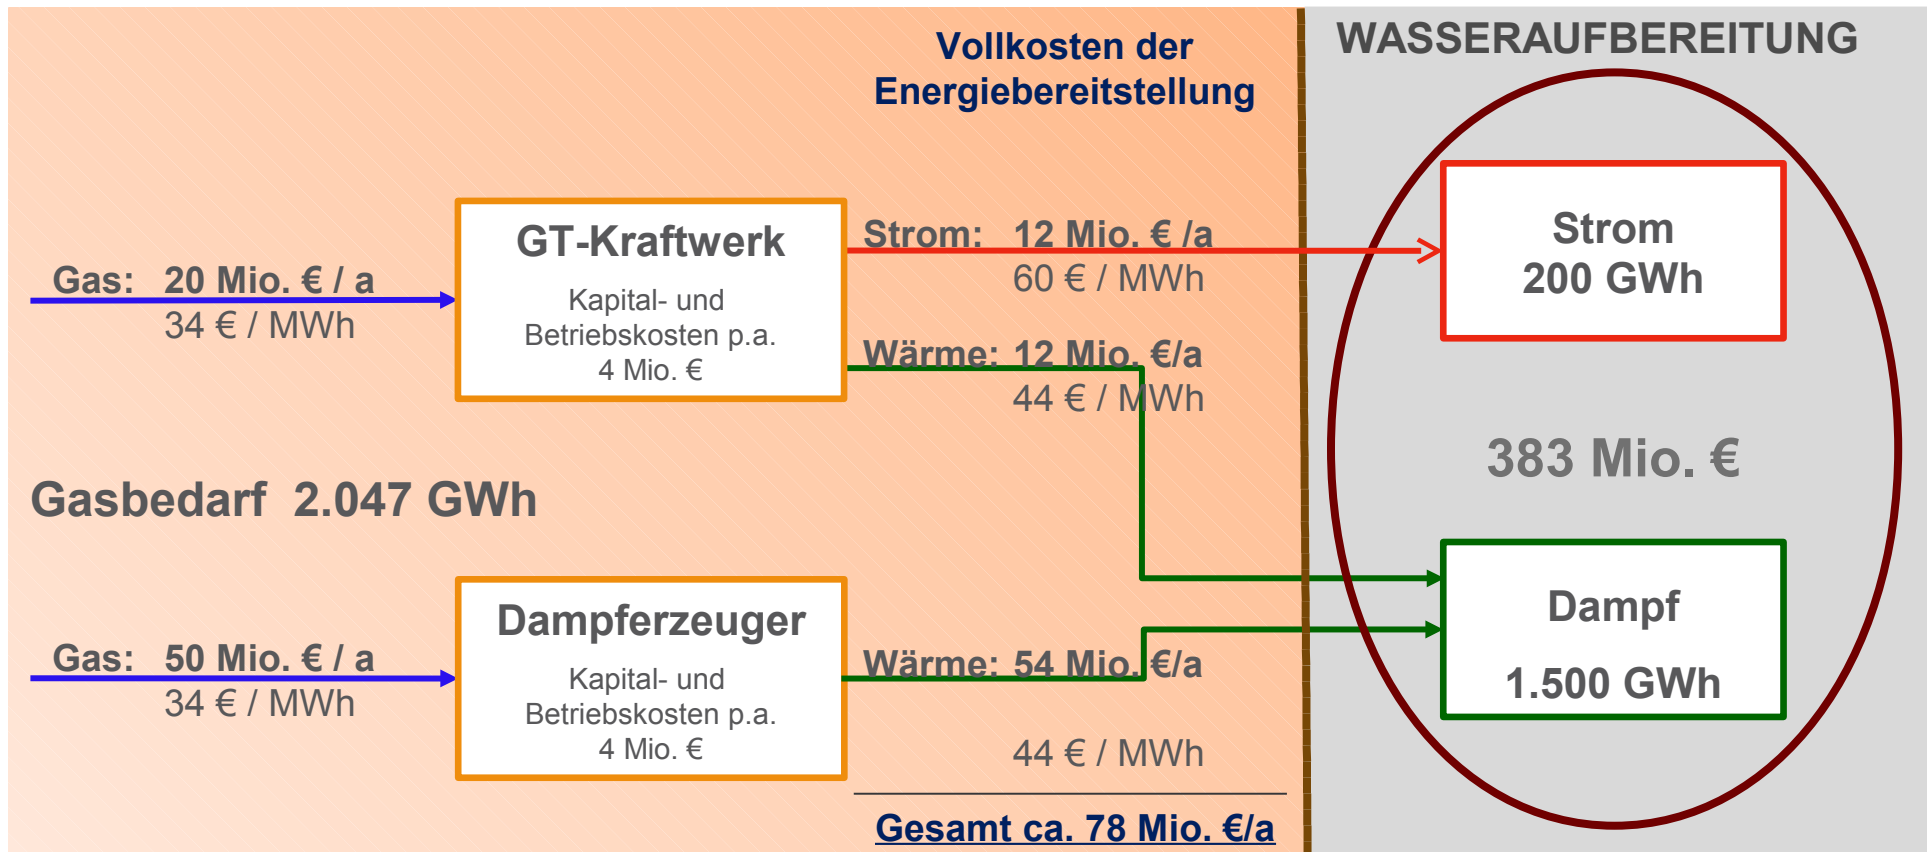 Vollkosten der
Energiebereitstellung
WASSERAUFBEREITUNG
GT-Kraftwerk
Kapital- und
Betriebskosten p.a.
4 Mio. €
Gas: 20 Mio. € / a
34 € / MWh
Strom: 12 Mio. € /a
60 € / MWh
Wärme: 12 Mio. €/a
44 € / MWh
Strom
200 GWh
383 Mio. €
Gasbedarf 2.047 GWh
Dampferzeuger
Kapital- und
Betriebskosten p.a.
4 Mio. €
Gas: 50 Mio. € / a
34 € / MWh
Wärme: 54 Mio. €/a
44 € / MWh
Dampf
1.500 GWh
Gesamt ca. 78 Mio. €/a